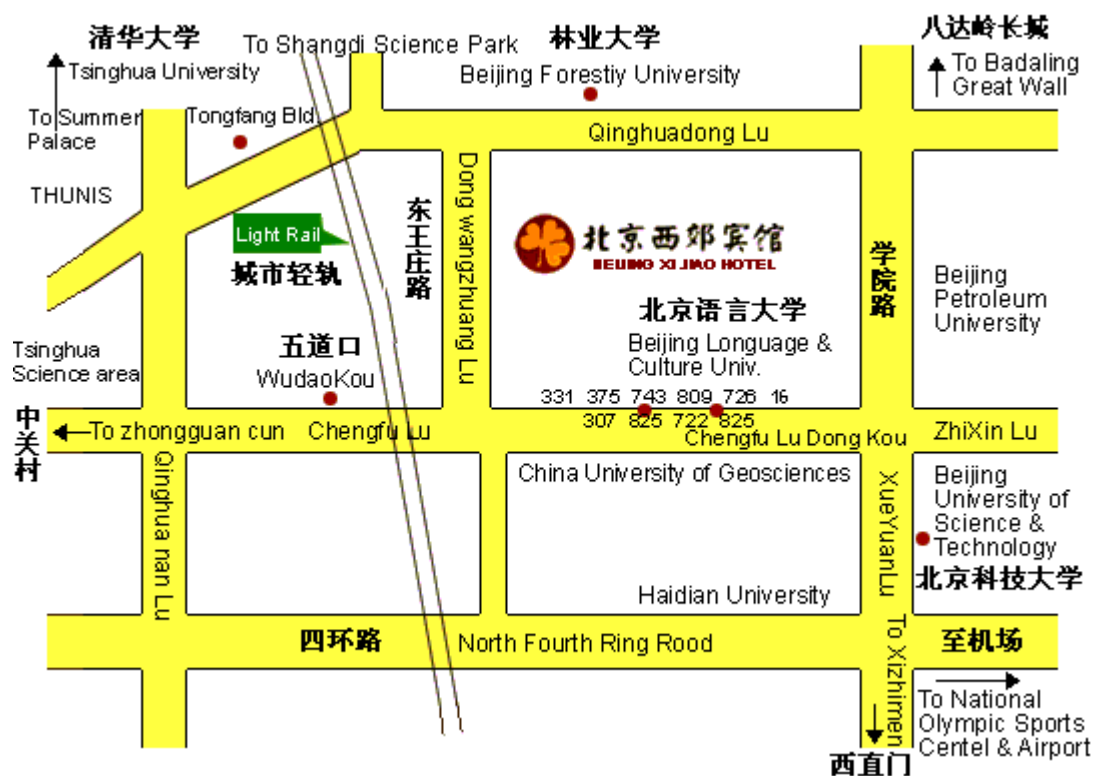 清华大学
To Shangdi Science Park
林业大学
八达岭长城
Tsinghua University
Beijing Forestiy University
To Badaling
Great Wall
To Summer
Palace
Tongfang Bld
Qinghuadong Lu
THUNIS
Light Rail
城市轻轨
东王庄路
Dong wangzhuang Lu
北京西郊宾馆
BEIJING XI JIAO HOTEL
学院路
Beijing
Petroleum
University
北京语言大学
Beijing Longuage &
Culture Univ.
五道口
WudaoKou
Tsinghua
Science area
331 375 743 809 726 16
307 825 722 825
中关村
To zhongguan cun
Chengfu Lu
Chengfu Lu Dong Kou
ZhiXin Lu
Qinghua nan Lu
China University of Geosciences
XueYuanLu
Beijing
University of
Science &
Technology
北京科技大学
Haidian University
四环路
North Fourth Ring Rood
To Xizhimen
至机场
To National
Olympic Sports
Centel & Airport
西直门